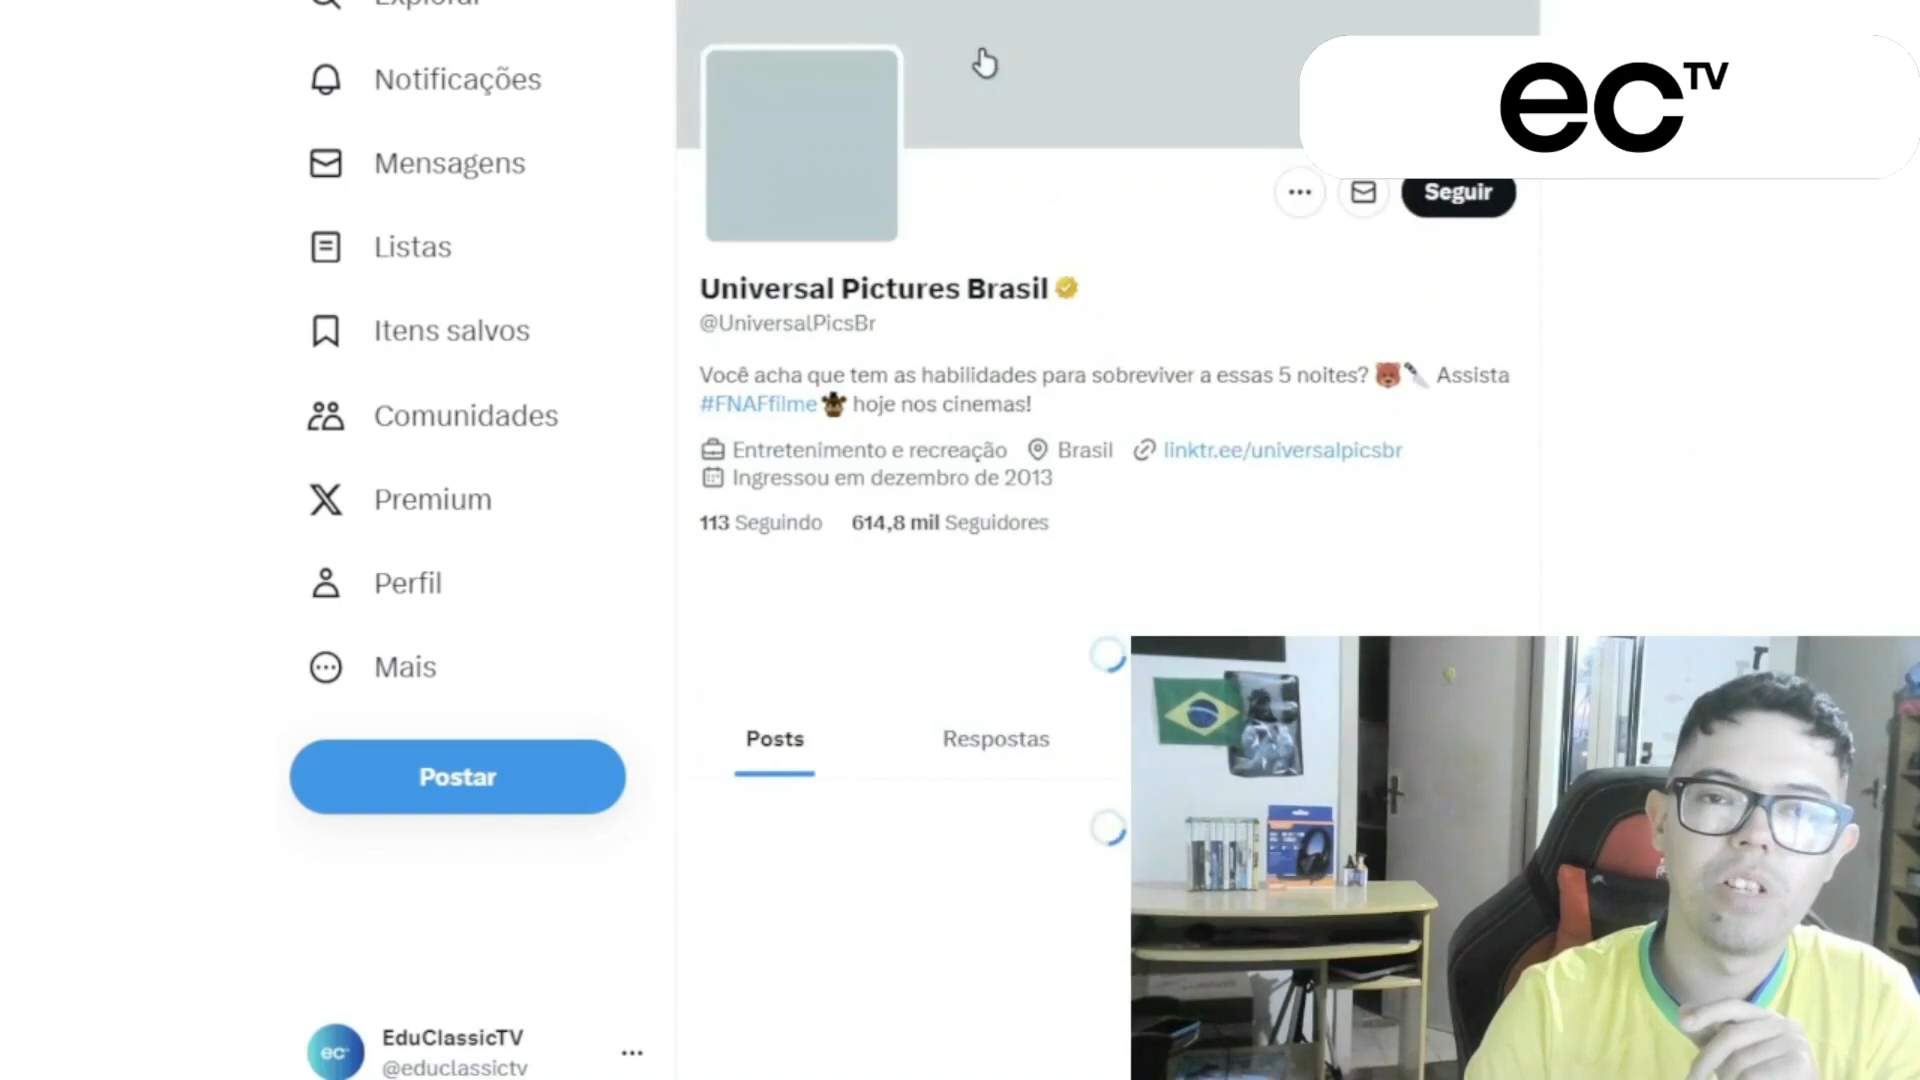 Explorar
Notificações
Mensagens
Listas
Itens salvos
Comunidades
Premium
Perfil
Mais
Postar
EduClassicTV
@educlassictv
ec
ecTV
Seguir
Universal Pictures Brasil
@UniversalPicsBr
Você acha que tem as habilidades para sobreviver a essas 5 noites? 🐻🔪 Assista
#FNAFfilme hoje nos cinemas!
Entretenimento e recreação Brasil linktr.ee/universalpicsbr
Ingressou em dezembro de 2013
113 Seguindo 614,8 mil Seguidores
Posts Respostas